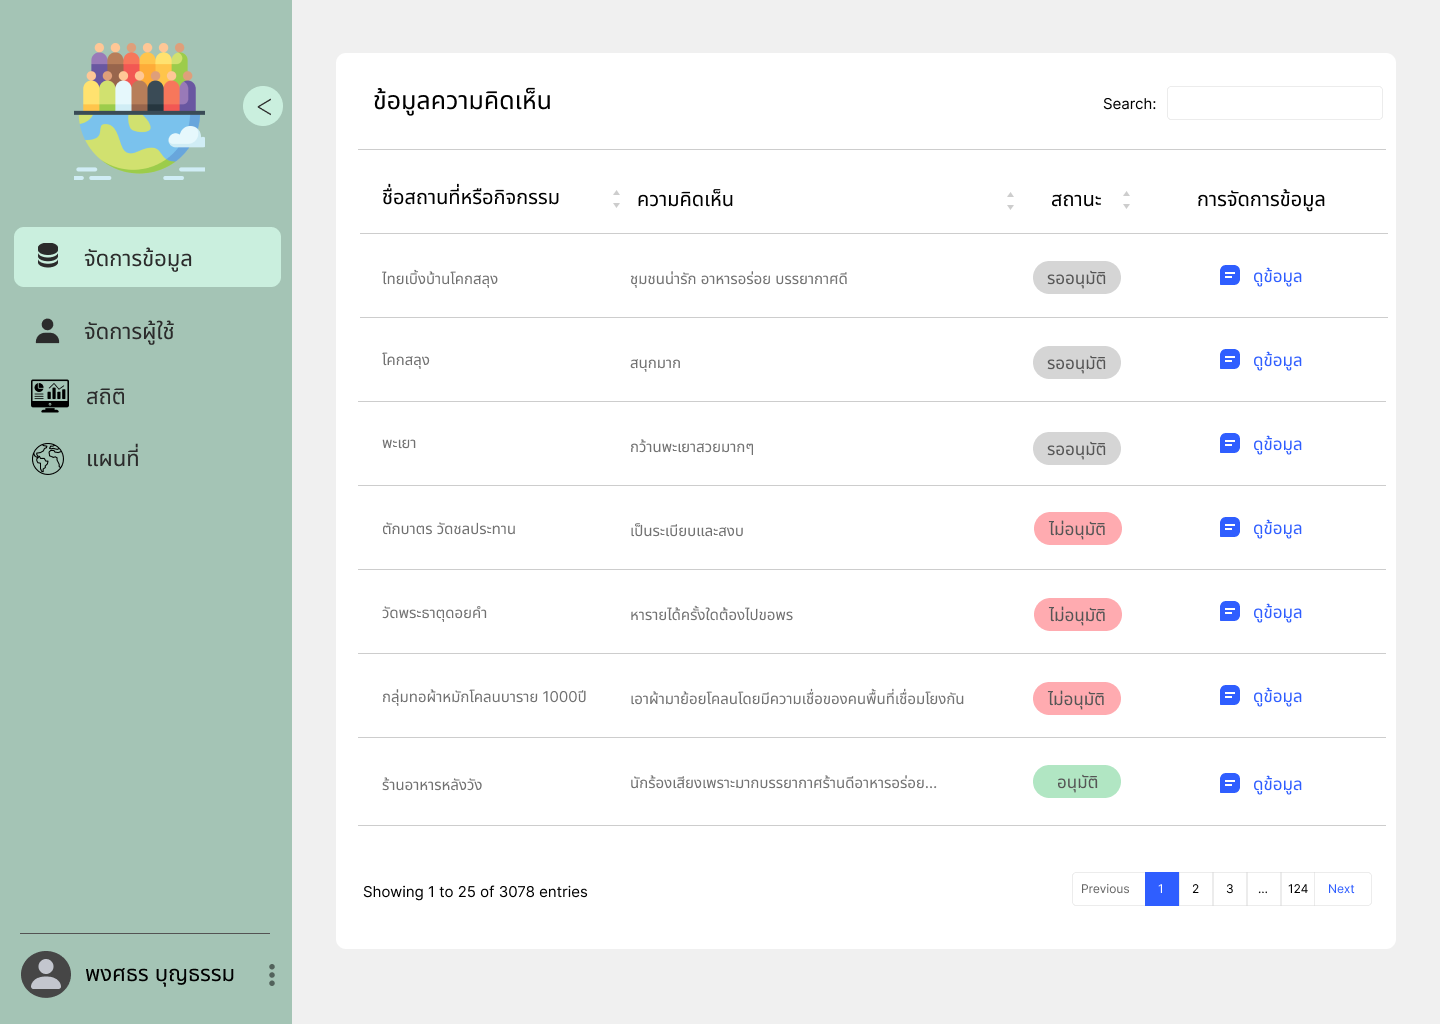 <
จัดการข้อมูล
จัดการผู้ใช้
สถิติ
แผนที่
พงศธร บุญธรรม
ข้อมูลความคิดเห็น
Search:
ชื่อสถานที่หรือกิจกรรม ความคิดเห็น สถานะ การจัดการข้อมูล
ไทยเบิ้งบ้านโคกสลุง ชุมชนน่ารัก อาหารอร่อย บรรยากาศดี รออนุมัติ ดูข้อมูล
โคกสลุง สนุกมาก รออนุมัติ ดูข้อมูล
พะเยา กว้านพะเยาสวยมากๆ รออนุมัติ ดูข้อมูล
ตักบาตร วัดชลประทาน เป็นระเบียบและสงบ ไม่อนุมัติ ดูข้อมูล
วัดพระธาตุดอยคำ หารายได้ครั้งใดต้องไปขอพร ไม่อนุมัติ ดูข้อมูล
กลุ่มทอผ้าหมักโคลนบาราย 1000ปี เอาผ้ามาย้อยโคลนโดยมีความเชื่อของคนพื้นที่เชื่อมโยงกัน ไม่อนุมัติ ดูข้อมูล
ร้านอาหารหลังวัง นักร้องเสียงเพราะมากบรรยากาศร้านดีอาหารอร่อย... อนุมัติ ดูข้อมูล
Showing 1 to 25 of 3078 entries
Previous 1 2 3 ... 124 Next